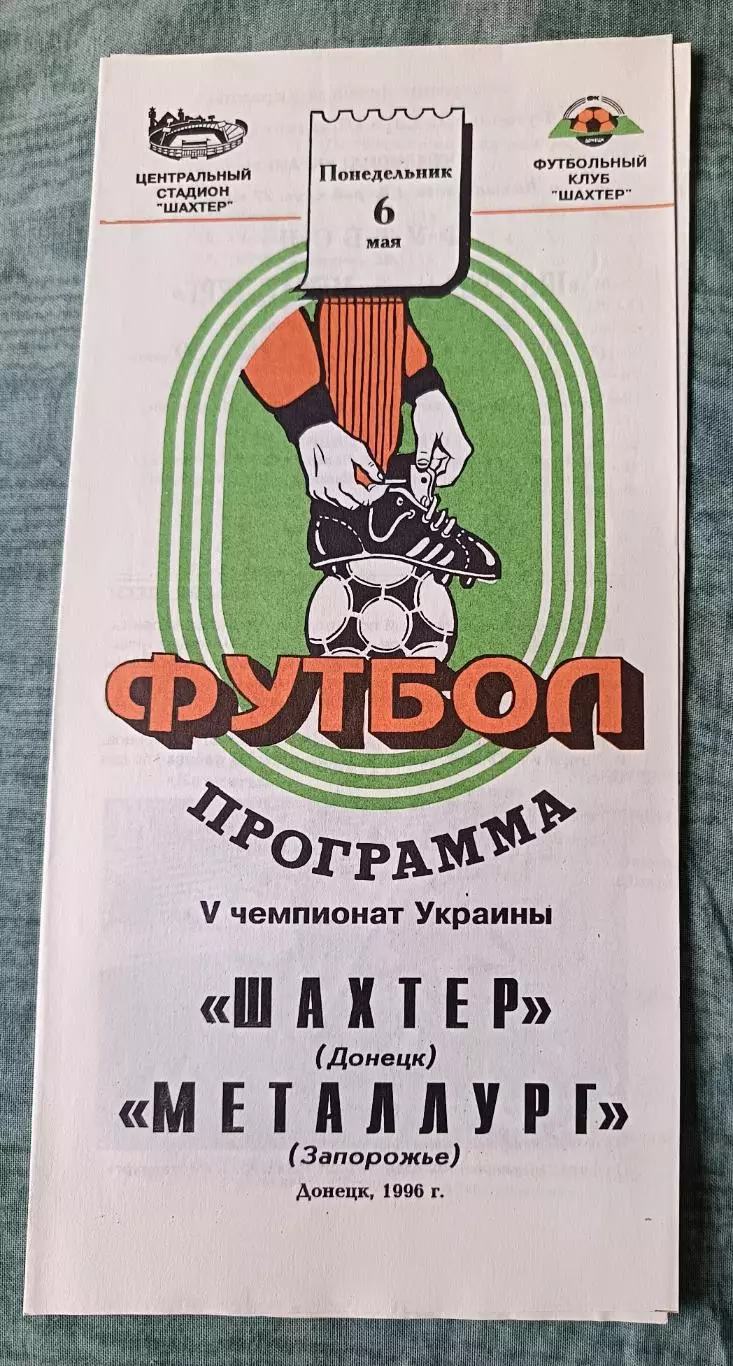 ЦЕНТРАЛЬНЫЙ
СТАДИОН
"ШАХТЕР"
Понедельник
6
мая
ФУТБОЛЬНЫЙ
КЛУБ
"ШАХТЕР"
ФУТБОЛ
ПРОГРАММА
V чемпионат Украины
«ШАХТЕР»
(Донецк)
«МЕТАЛЛУРГ»
(Запорожье)
Донецк, 1996 г.